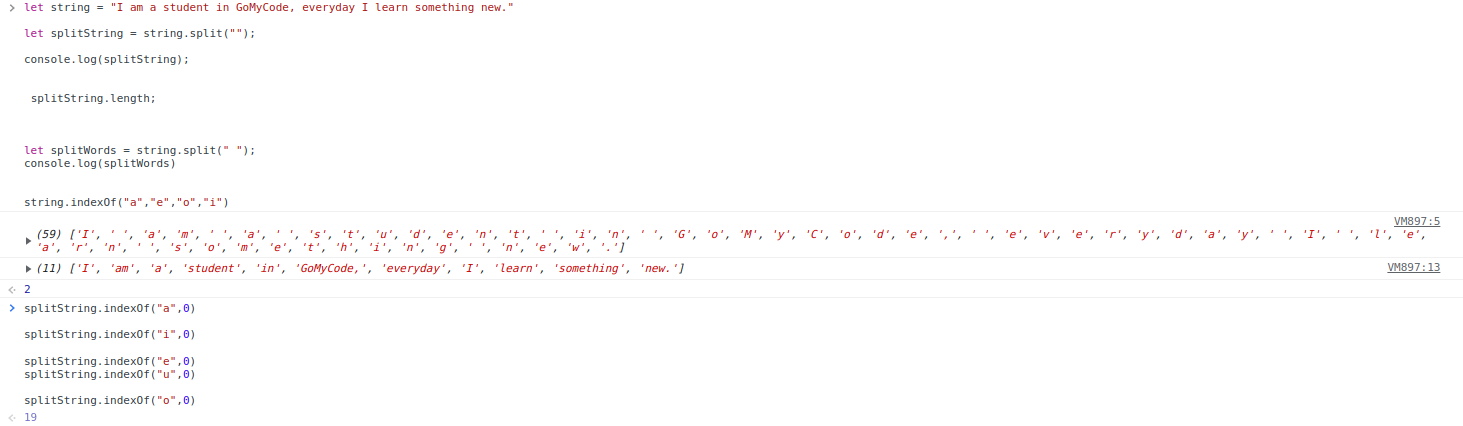 let string = "I am a student in GoMyCode, everyday I learn something new."
let splitString = string.split("");
console.log(splitString);
splitString.length;
let splitWords = string.split(" ");
console.log(splitWords)
string.indexOf("a","e","o","i")
VM897:5
(59) ['I', ' ', 'a', 'm', ' ', 'a', ' ', 's', 't', 'u', 'd', 'e', 'n', 't', ' ', 'i', 'n', ' ', 'G', 'o', 'M', 'y', 'C', 'o', 'd', 'e', ',', ' ', 'e', 'v', 'e', 'r', 'y', 'd', 'a', 'y', ' ', 'I', ' ', 'l', 'e',
'a', 'r', 'n', ' ', 's', 'o', 'm', 'e', 't', 'h', 'i', 'n', 'g', ' ', 'n', 'e', 'w', '.']
(11) ['I', 'am', 'a', 'student', 'in', 'GoMyCode,', 'everyday', 'I', 'learn', 'something', 'new.'] VM897:13
2
splitString.indexOf("a",0)
splitString.indexOf("i",0)
splitString.indexOf("e",0)
splitString.indexOf("u",0)
splitString.indexOf("o",0)
19